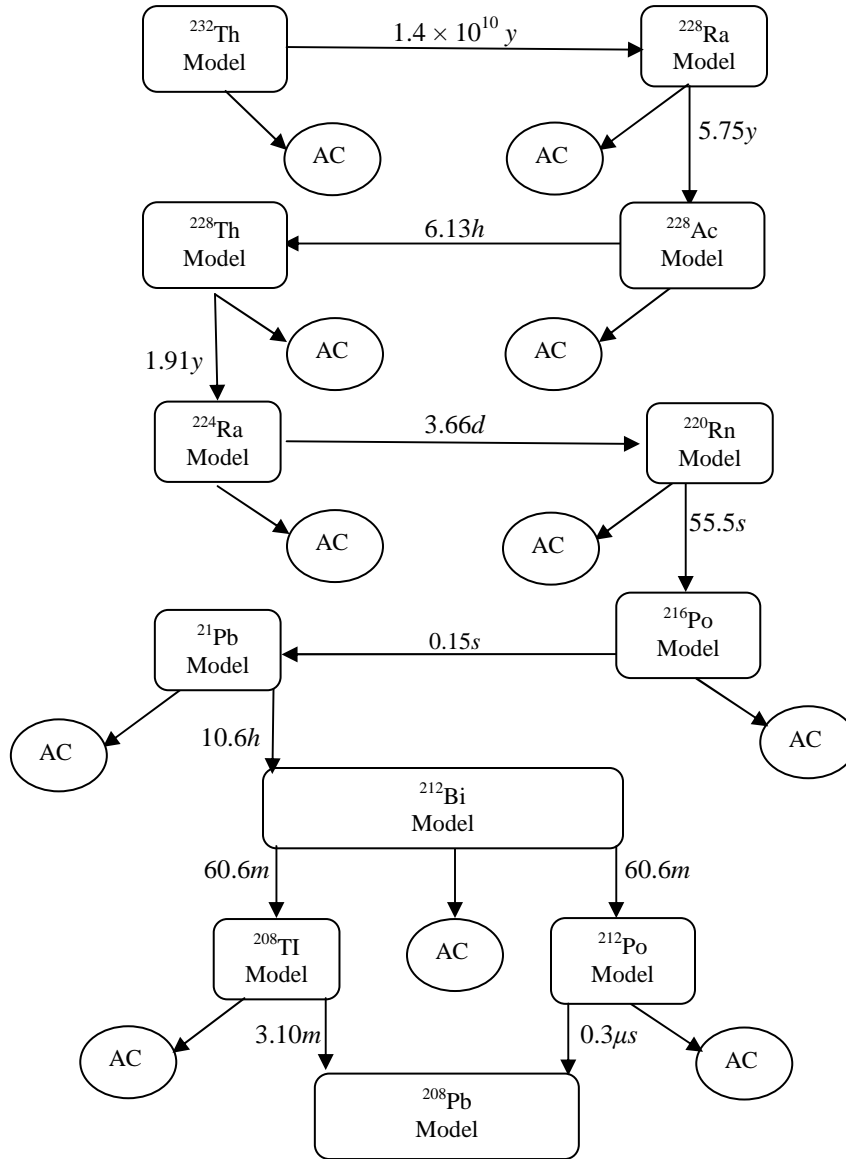 ²³²Th
Model
1.4 × 10¹⁰ y
²²⁸Ra
Model
AC
AC
5.75y
²²⁸Th
Model
6.13h
²²⁸Ac
Model
AC
AC
1.91y
²²⁴Ra
Model
3.66d
²²⁰Rn
Model
AC
AC
55.5s
²¹Pb
Model
0.15s
²¹⁶Po
Model
AC
10.6h
AC
²¹²Bi
Model
60.6m
60.6m
²⁰⁸TI
Model
AC
²¹²Po
Model
AC
3.10m
0.3μs
AC
²⁰⁸Pb
Model